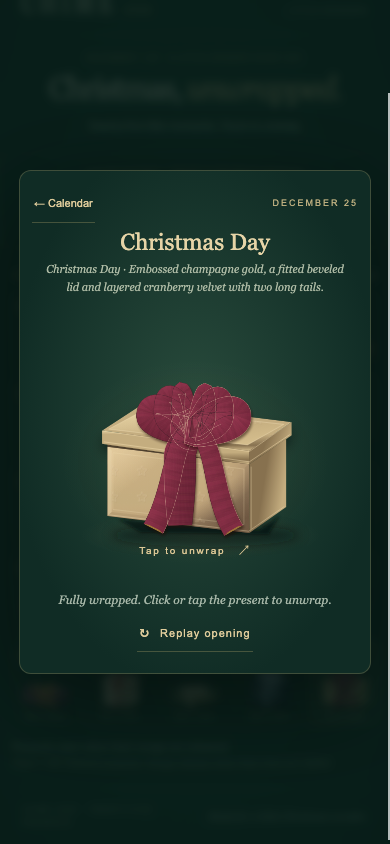 ← Calendar
DECEMBER 25
Christmas Day
Christmas Day · Embossed champagne gold, a fitted beveled
lid and layered cranberry velvet with two long tails.
Tap to unwrap ↗
Fully wrapped. Click or tap the present to unwrap.
↻ Replay opening